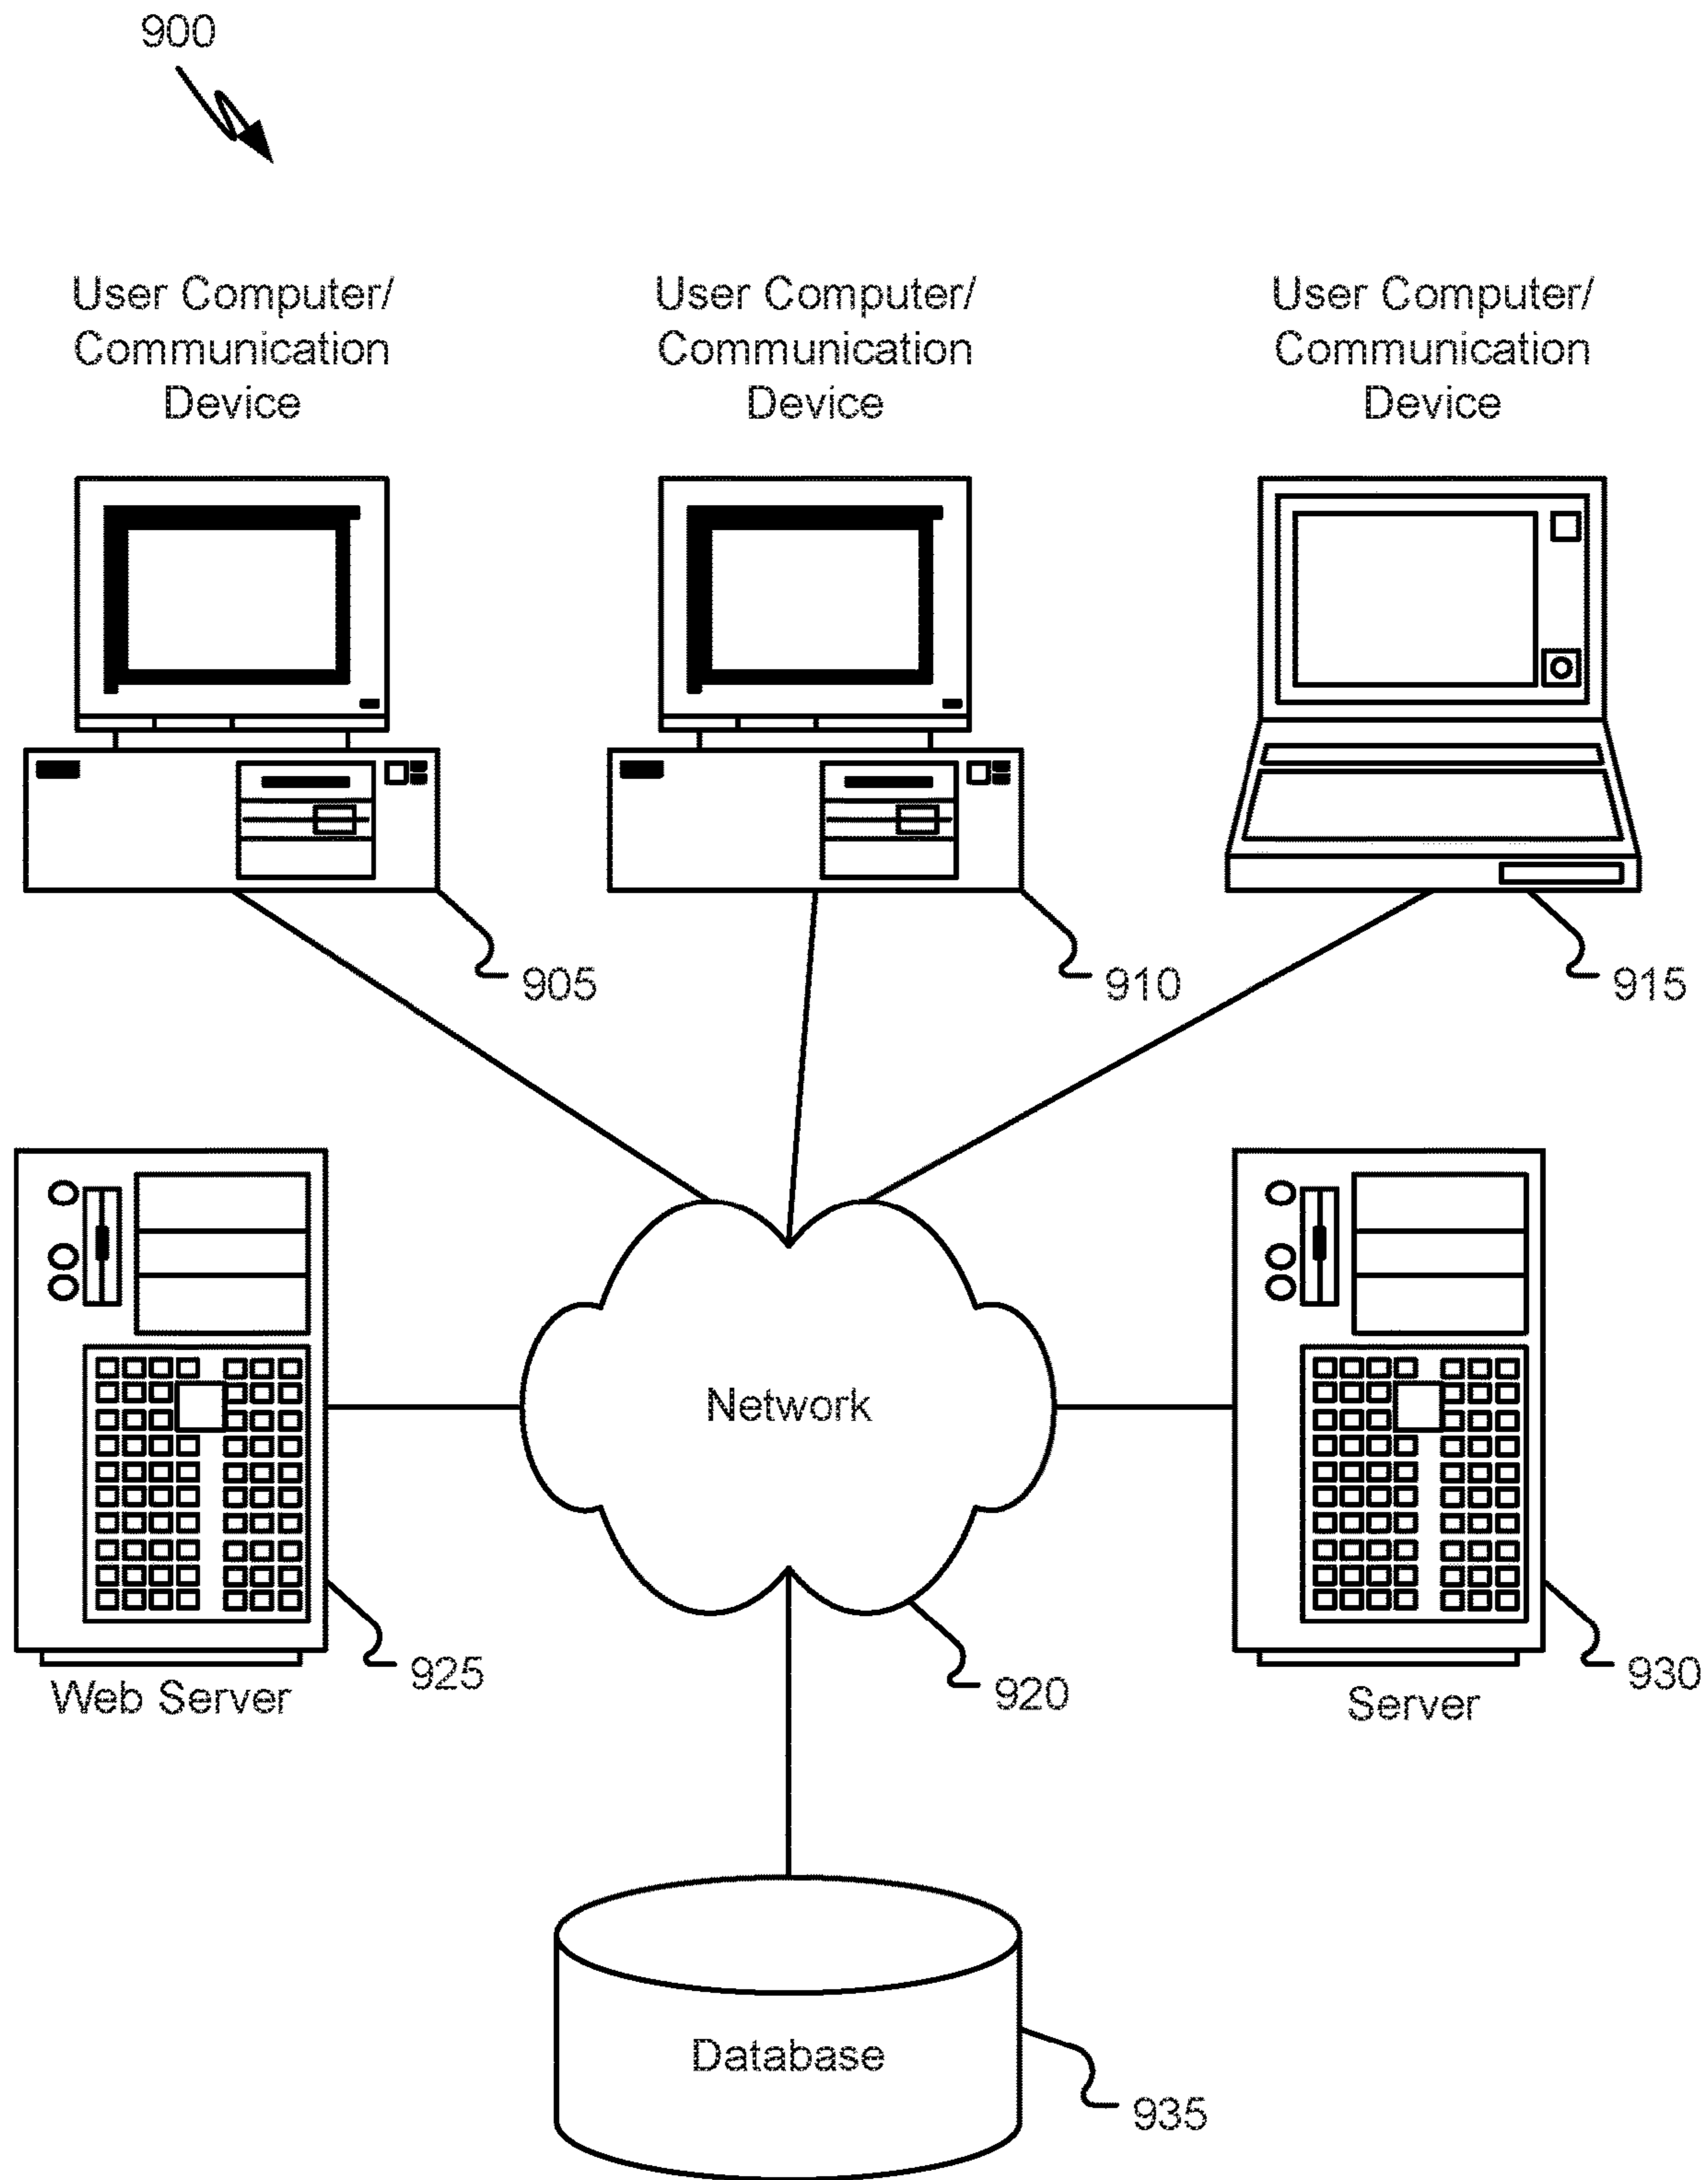 900
User Computer/
Communication
Device
User Computer/
Communication
Device
User Computer/
Communication
Device
905
910
915
Network
925
Web Server
920
930
Server
Database
935